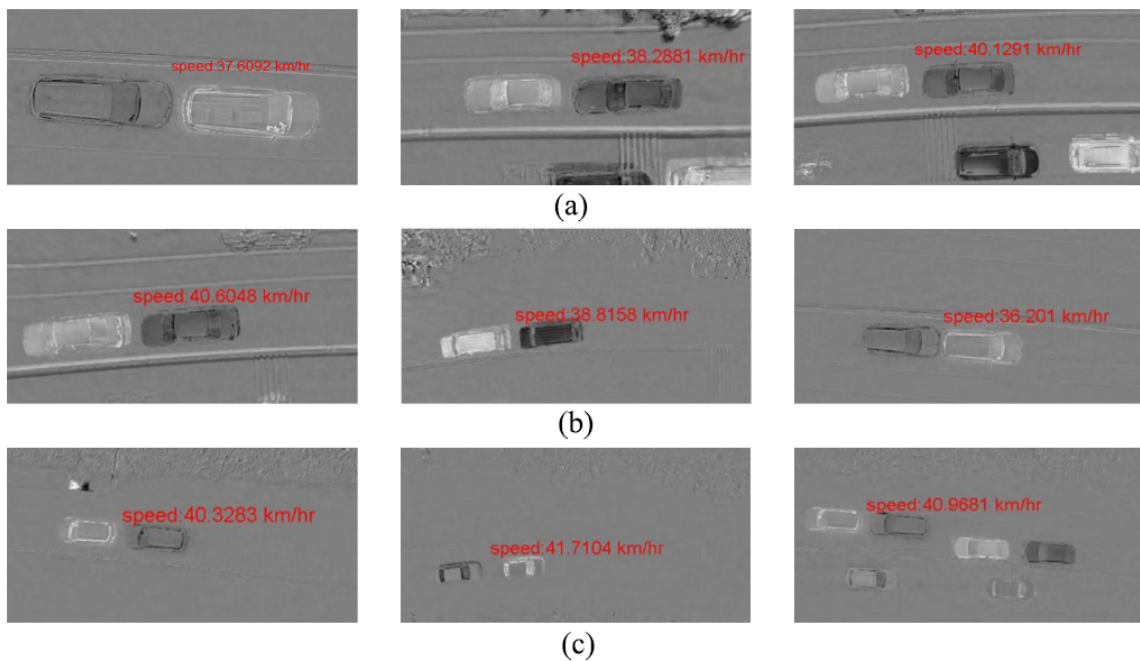 speed:37.6092 km/hr
speed:38.2881 km/hr
speed:40.1291 km/hr
(a)
speed:40.6048 km/hr
speed:38.8158 km/hr
speed:36.201 km/hr
(b)
speed:40.3283 km/hr
speed:41.7104 km/hr
speed:40.9681 km/hr
(c)